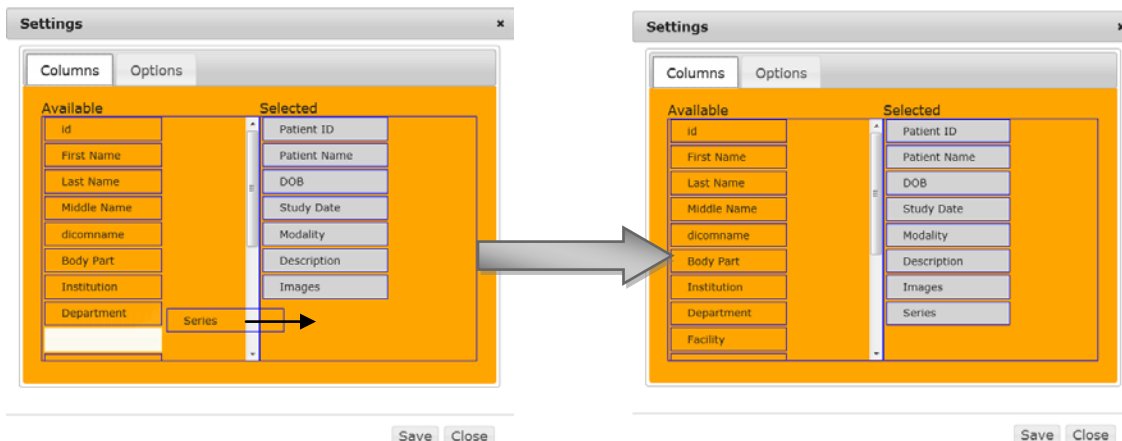 Settings ×
Columns Options
Available Selected
id Patient ID
First Name Patient Name
Last Name DOB
Middle Name Study Date
dicomname Modality
Body Part Description
Institution Images
Department
Series
Save Close
Settings ×
Columns Options
Available Selected
id Patient ID
First Name Patient Name
Last Name DOB
Middle Name Study Date
dicomname Modality
Body Part Description
Institution Images
Department Series
Facility
Save Close